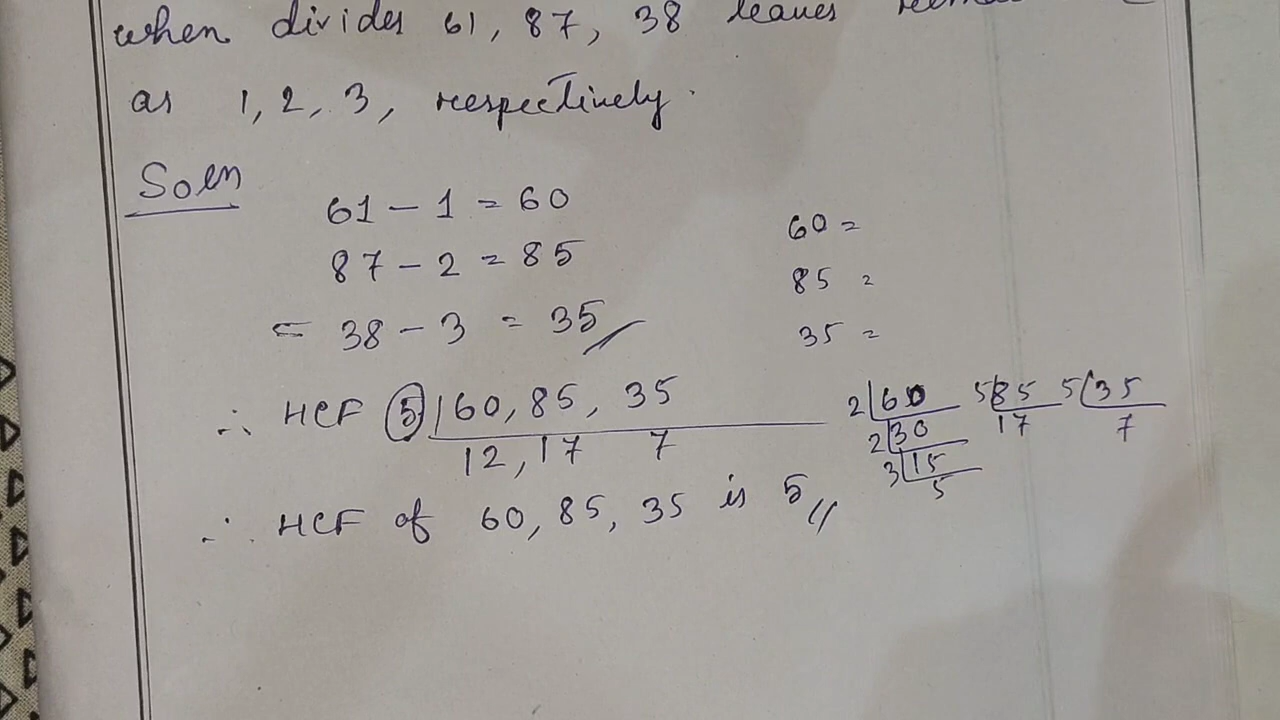 when divides 61, 87, 38 leaves
as 1, 2, 3, respectively.
Soln
61 - 1 = 60
87 - 2 = 85
= 38 - 3 = 35
60 =
85 =
35 =
∴ HCF 5 | 60, 85, 35
12, 17 7
2 | 60 5 | 85 5 | 35
2 | 30 17 7
3 | 15
5
∴ HCF of 60, 85, 35 is 5 //